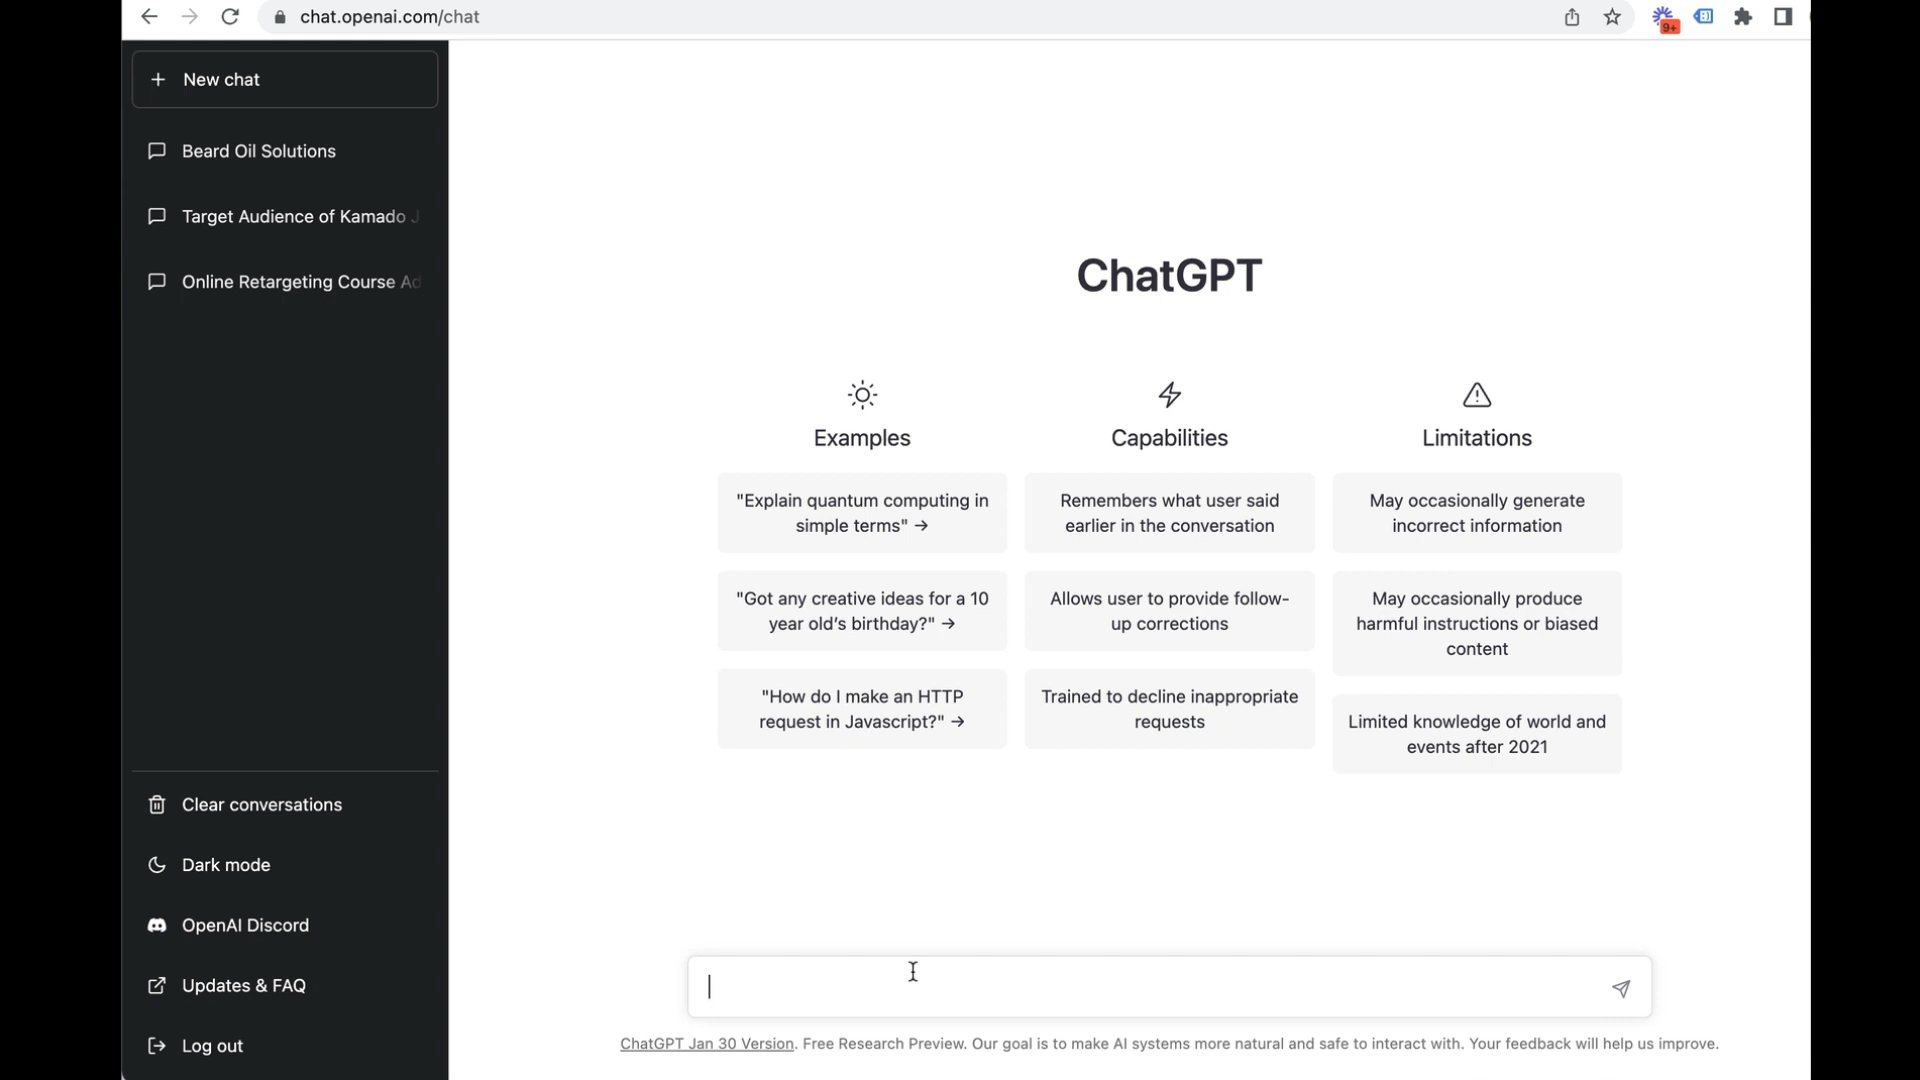 chat.openai.com/chat
9+
New chat
Beard Oil Solutions
Target Audience of Kamado J
Online Retargeting Course Ad
ChatGPT
Examples
Capabilities
Limitations
"Explain quantum computing in
simple terms" →
Remembers what user said
earlier in the conversation
May occasionally generate
incorrect information
"Got any creative ideas for a 10
year old's birthday?" →
Allows user to provide follow-
up corrections
May occasionally produce
harmful instructions or biased
content
"How do I make an HTTP
request in Javascript?" →
Trained to decline inappropriate
requests
Limited knowledge of world and
events after 2021
Clear conversations
Dark mode
OpenAI Discord
Updates & FAQ
Log out
ChatGPT Jan 30 Version. Free Research Preview. Our goal is to make AI systems more natural and safe to interact with. Your feedback will help us improve.